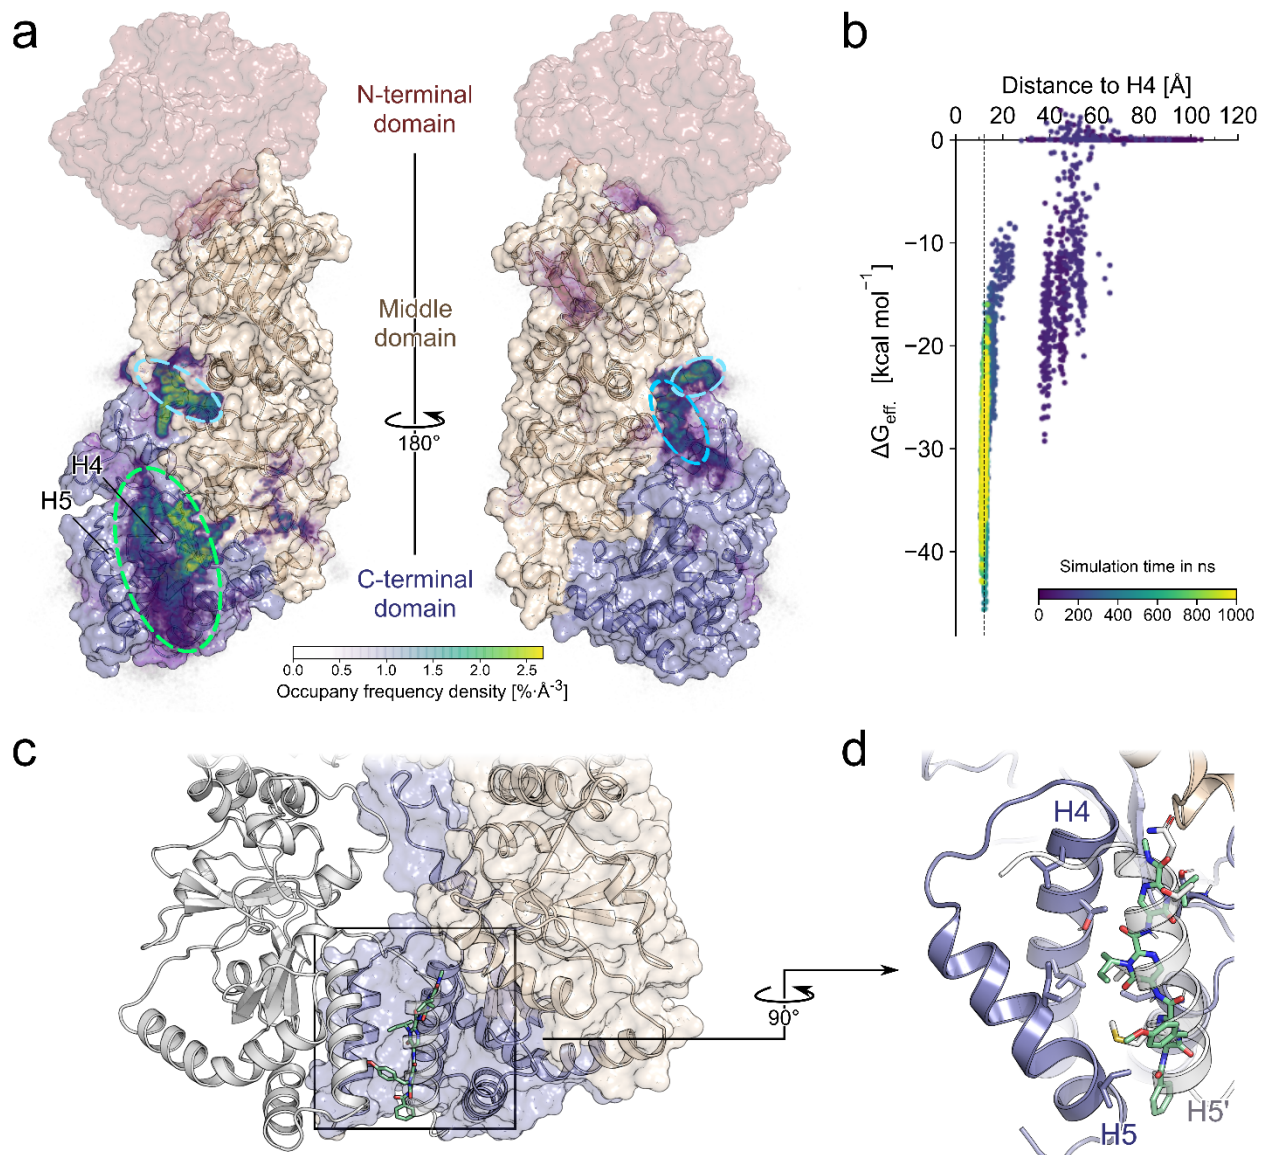 a
N-terminal
domain
Middle
domain
180°
H4
H5
C-terminal
domain
0.0 0.5 1.0 1.5 2.0 2.5
Occupany frequency density [%·Å⁻³]
b
Distance to H4 [Å]
0 20 40 60 80 100 120
0
−10
−20
−30
−40
ΔG_eff. [kcal mol⁻¹]
Simulation time in ns
0 200 400 600 800 1000
c
90°
d
H4
H5
H5'